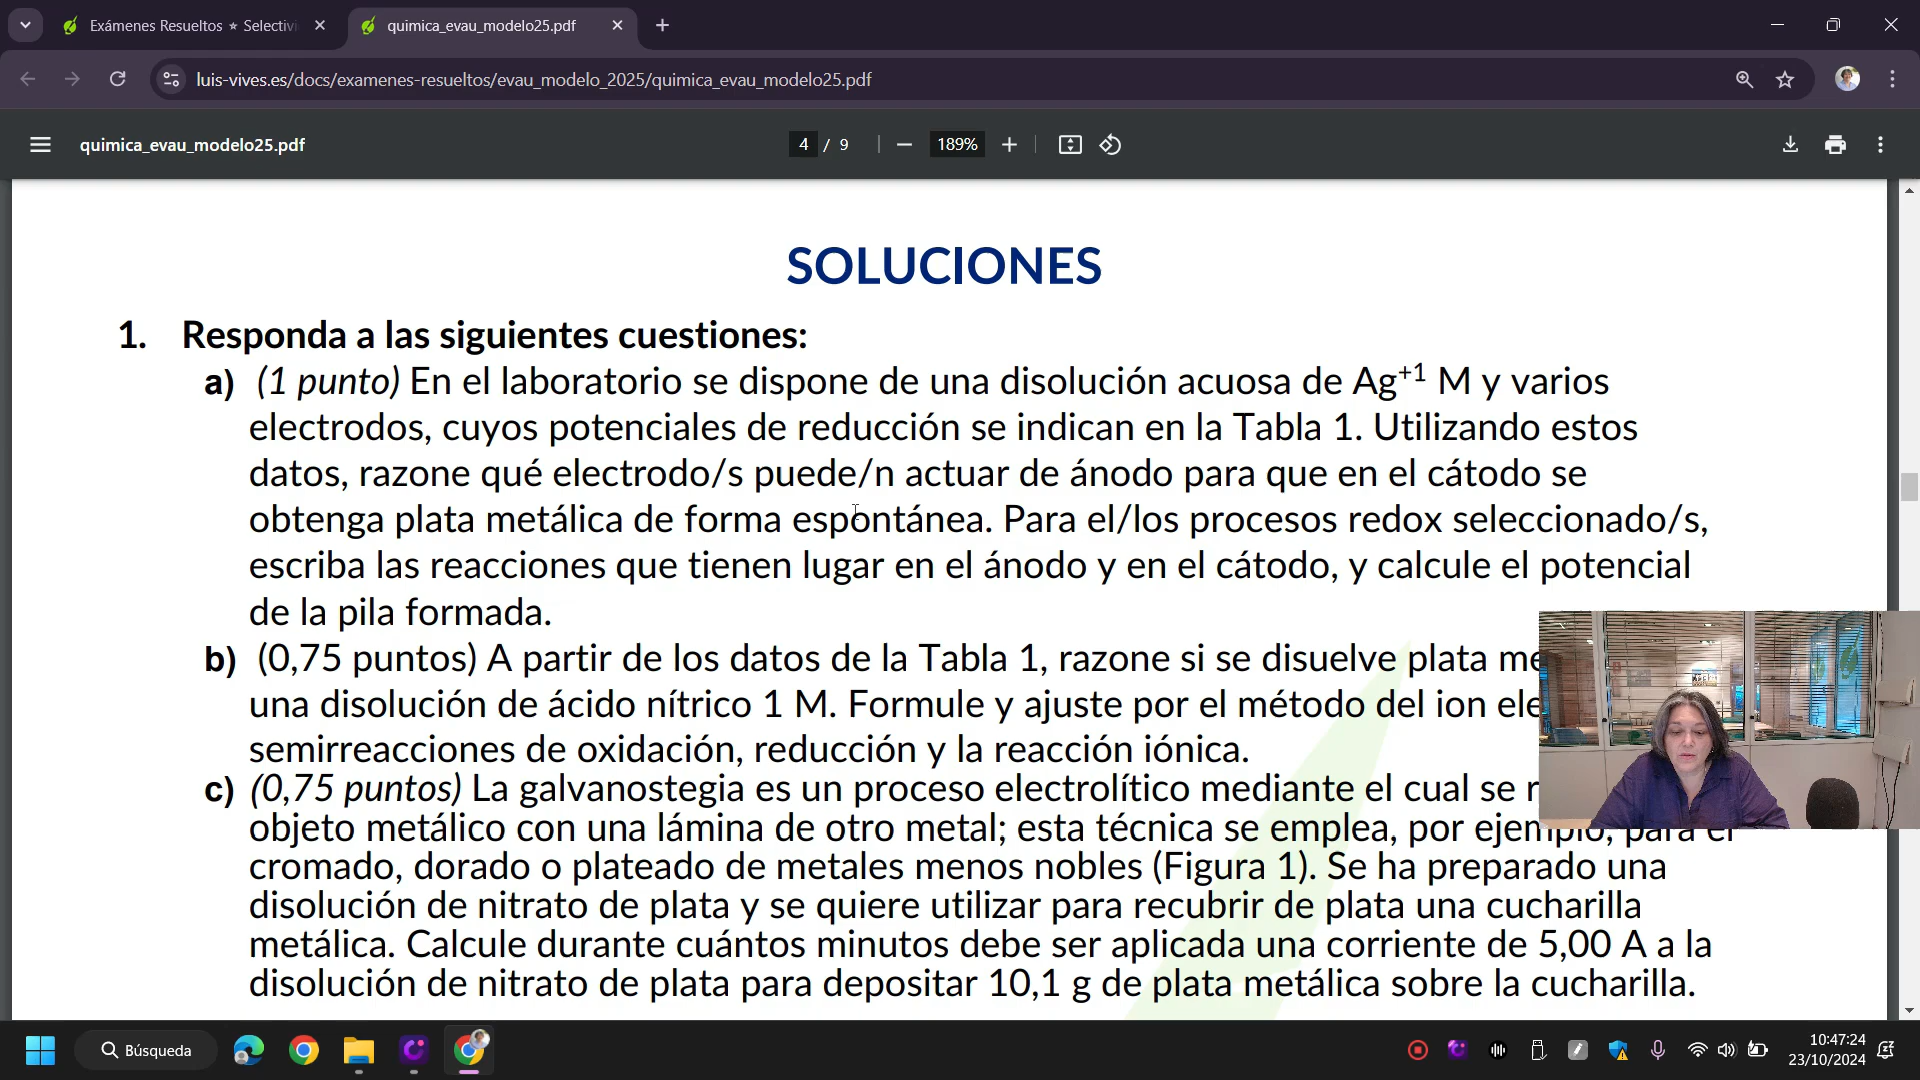 Exámenes Resueltos ★ Selectivi
quimica_evau_modelo25.pdf
luis-vives.es/docs/examenes-resueltos/evau_modelo_2025/quimica_evau_modelo25.pdf
quimica_evau_modelo25.pdf
4 / 9
189%
SOLUCIONES
1. Responda a las siguientes cuestiones:
a) (1 punto) En el laboratorio se dispone de una disolución acuosa de Ag⁺¹ M y varios
electrodos, cuyos potenciales de reducción se indican en la Tabla 1. Utilizando estos
datos, razone qué electrodo/s puede/n actuar de ánodo para que en el cátodo se
obtenga plata metálica de forma espontánea. Para el/los procesos redox seleccionado/s,
escriba las reacciones que tienen lugar en el ánodo y en el cátodo, y calcule el potencial
de la pila formada.
b) (0,75 puntos) A partir de los datos de la Tabla 1, razone si se disuelve plata me
una disolución de ácido nítrico 1 M. Formule y ajuste por el método del ion ele
semirreacciones de oxidación, reducción y la reacción iónica.
c) (0,75 puntos) La galvanostegia es un proceso electrolítico mediante el cual se r
objeto metálico con una lámina de otro metal; esta técnica se emplea, por ejemplo, para el
cromado, dorado o plateado de metales menos nobles (Figura 1). Se ha preparado una
disolución de nitrato de plata y se quiere utilizar para recubrir de plata una cucharilla
metálica. Calcule durante cuántos minutos debe ser aplicada una corriente de 5,00 A a la
disolución de nitrato de plata para depositar 10,1 g de plata metálica sobre la cucharilla.
Búsqueda
10:47:24
23/10/2024